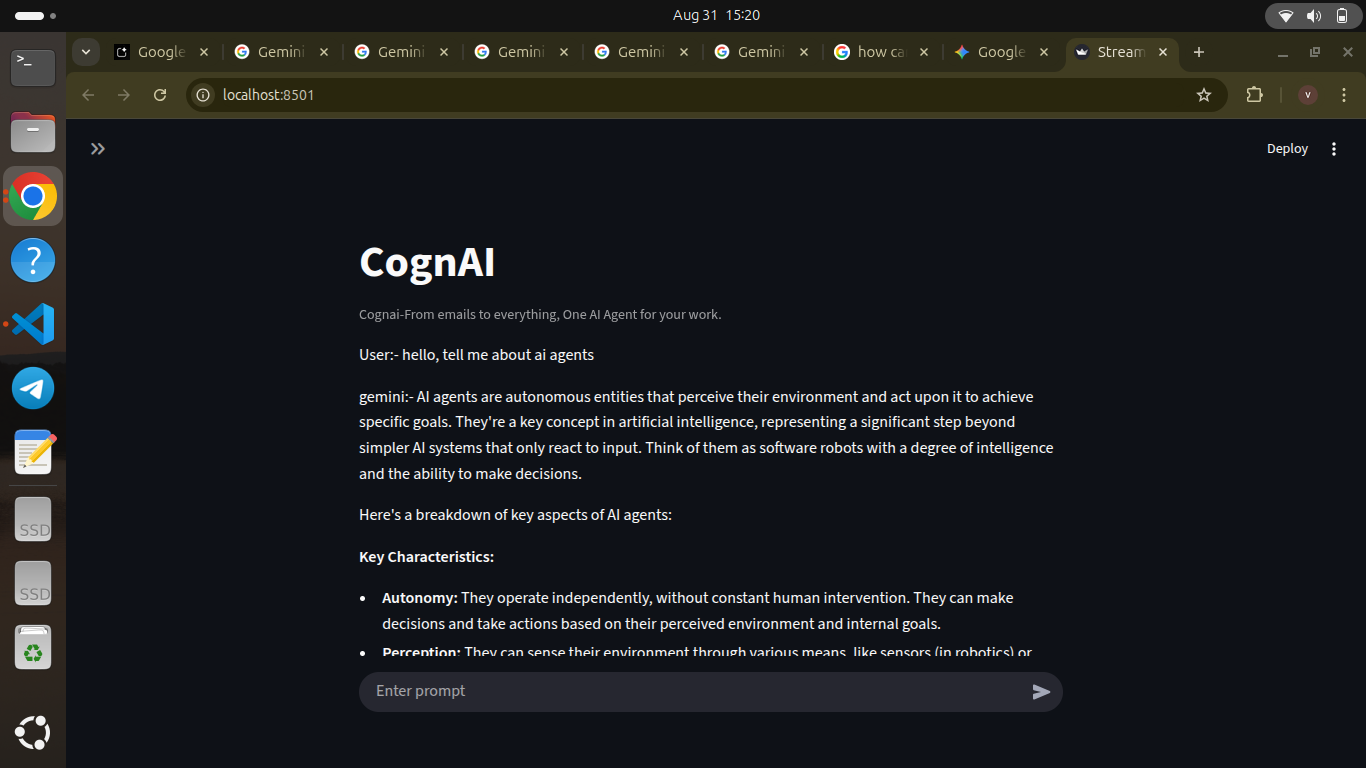 Aug 31 15:20
Google
Gemini
Gemini
Gemini
Gemini
Gemini
how ca
Google
Stream
localhost:8501
V
Deploy
CognAI
Cognai-From emails to everything, One AI Agent for your work.
User:- hello, tell me about ai agents
gemini:- AI agents are autonomous entities that perceive their environment and act upon it to achieve
specific goals. They're a key concept in artificial intelligence, representing a significant step beyond
simpler AI systems that only react to input. Think of them as software robots with a degree of intelligence
and the ability to make decisions.
Here's a breakdown of key aspects of AI agents:
Key Characteristics:
• Autonomy: They operate independently, without constant human intervention. They can make
decisions and take actions based on their perceived environment and internal goals.
• Perception: They can sense their environment through various means, like sensors (in robotics) or
Enter prompt
>_
?
SSD
SSD